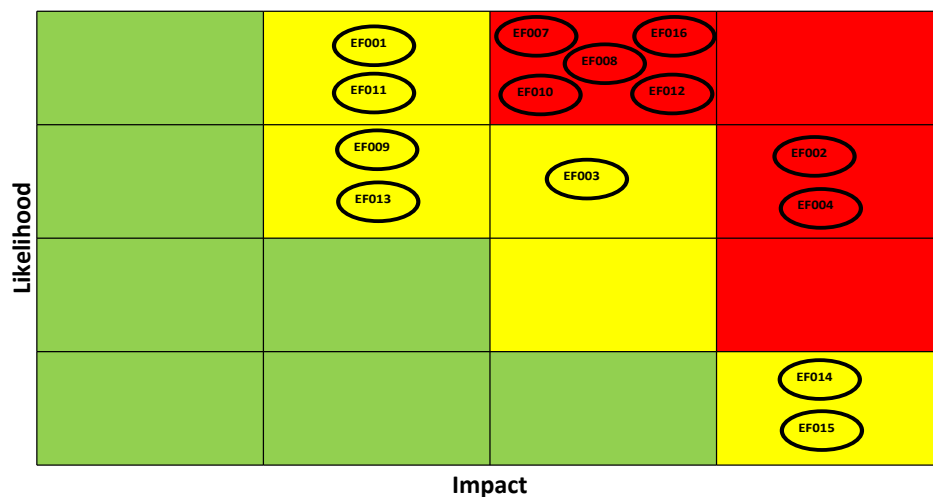 EF001
EF007
EF016
EF008
EF011
EF010
EF012
EF009
EF002
EF003
EF013
EF004
Likelihood
EF014
EF015
Impact